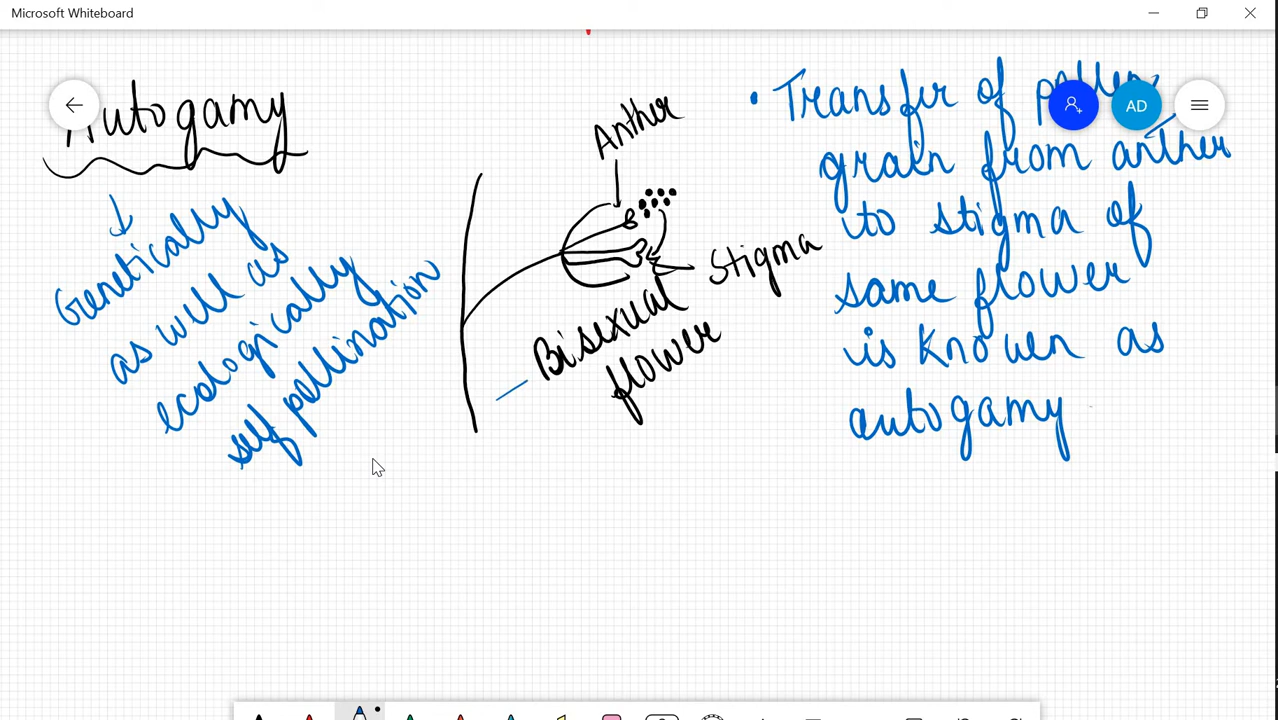 Microsoft Whiteboard
Autogamy
Genetically
as well as
ecologically
self pollination
Anther
Stigma
Bisexual
flower
• Transfer of pollen
grain from anther
to stigma of
same flower
is known as
autogamy
AD